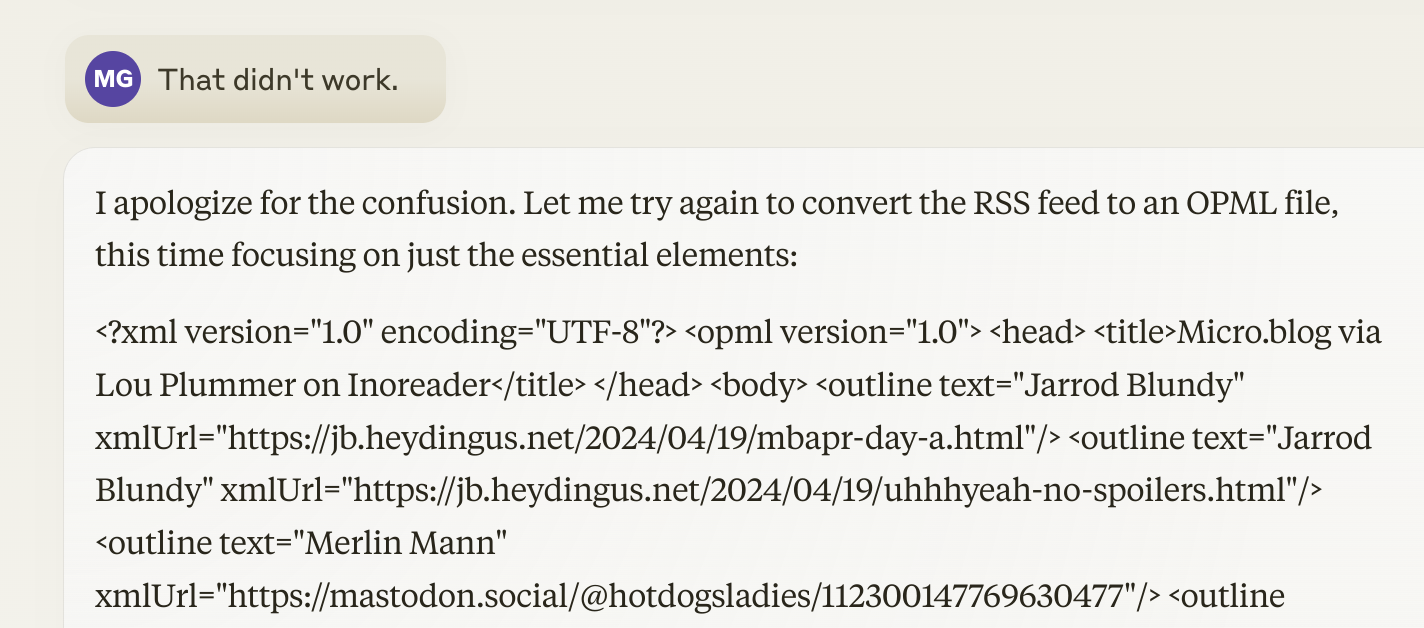 MG That didn't work.
I apologize for the confusion. Let me try again to convert the RSS feed to an OPML file,
this time focusing on just the essential elements:
<?xml version="1.0" encoding="UTF-8"?> <opml version="1.0"> <head> <title>Micro.blog via
Lou Plummer on Inoreader</title> </head> <body> <outline text="Jarrod Blundy"
xmlUrl="https://jb.heydingus.net/2024/04/19/mbapr-day-a.html"/> <outline text="Jarrod
Blundy" xmlUrl="https://jb.heydingus.net/2024/04/19/uhhhyeah-no-spoilers.html"/>
<outline text="Merlin Mann"
xmlUrl="https://mastodon.social/@hotdogsladies/112300147769630477"/> <outline